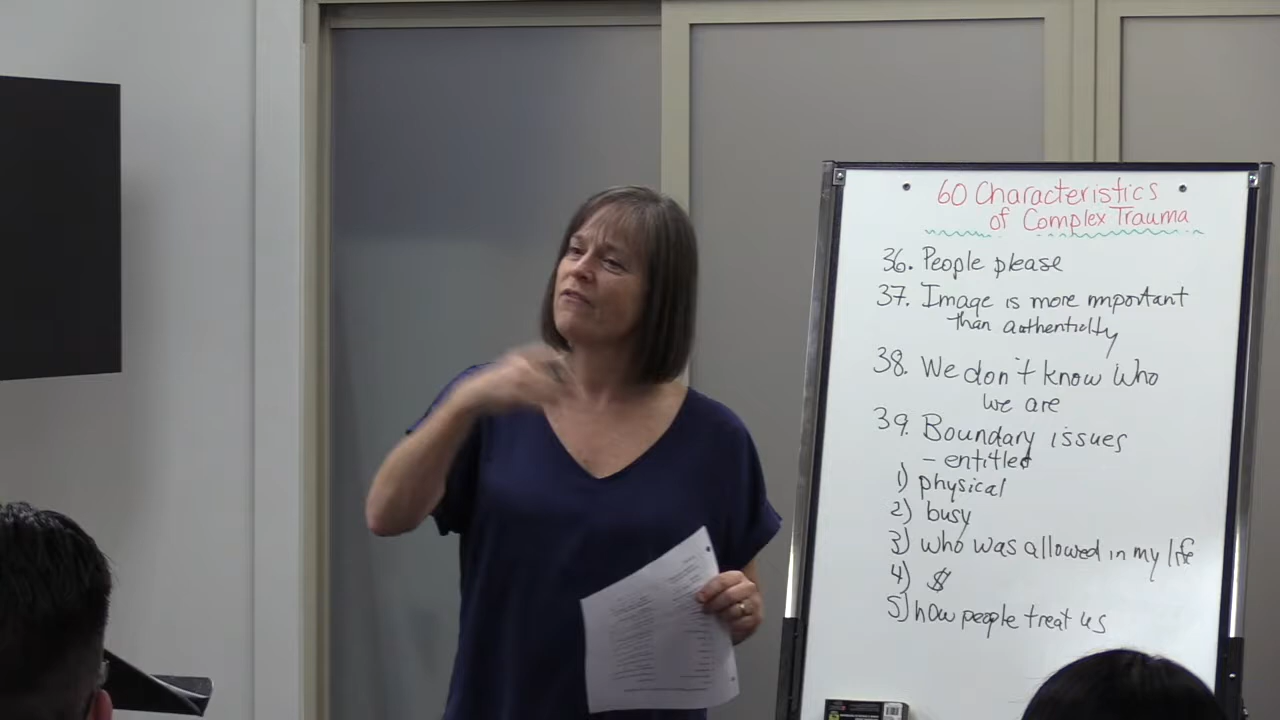 60 Characteristics
of Complex Trauma
36. People please
37. Image is more important
than authenticity
38. We don't know who
we are
39. Boundary issues
- entitled
1) physical
2) busy
3) who was allowed in my life
4) $
5) how people treat us